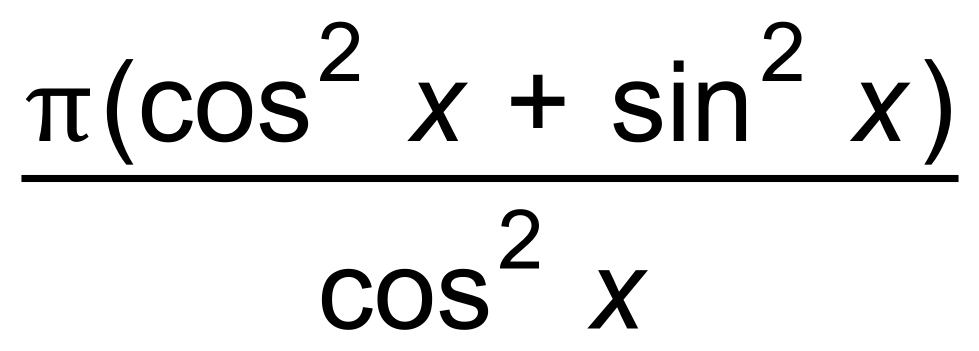 π(cos² x + sin² x)
cos² x